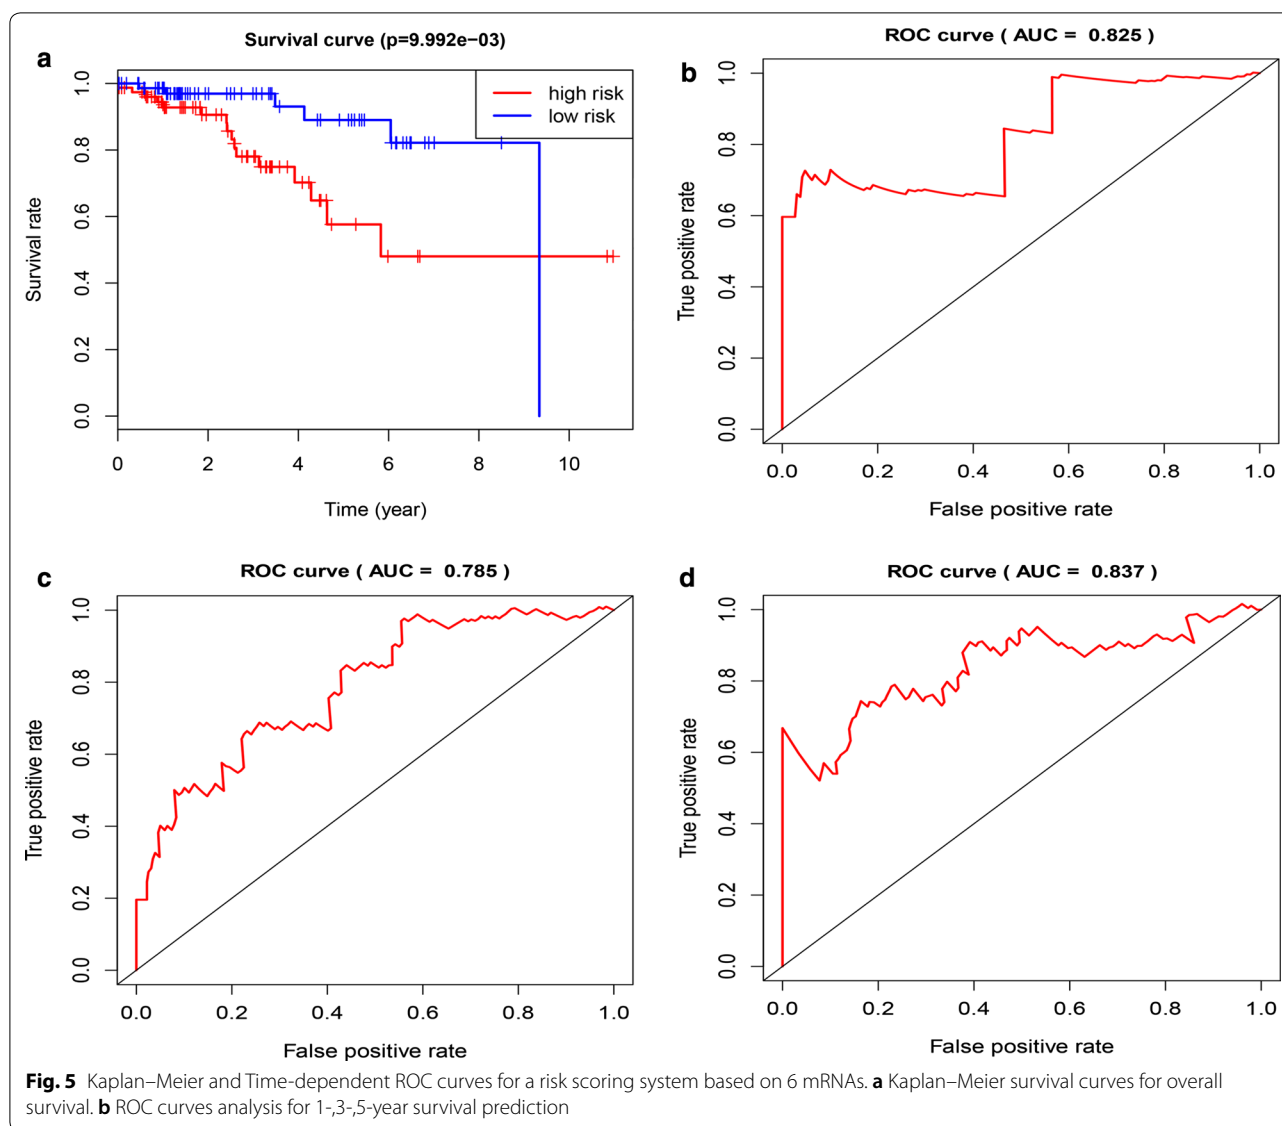 a
Survival curve (p=9.992e−03)
high risk
low risk
Survival rate
1.0
0.8
0.6
0.4
0.2
0.0
0 2 4 6 8 10
Time (year)
b
ROC curve ( AUC = 0.825 )
True positive rate
1.0
0.8
0.6
0.4
0.2
0.0
0.0 0.2 0.4 0.6 0.8 1.0
False positive rate
c
ROC curve ( AUC = 0.785 )
True positive rate
1.0
0.8
0.6
0.4
0.2
0.0
0.0 0.2 0.4 0.6 0.8 1.0
False positive rate
d
ROC curve ( AUC = 0.837 )
True positive rate
1.0
0.8
0.6
0.4
0.2
0.0
0.0 0.2 0.4 0.6 0.8 1.0
False positive rate
Fig. 5 Kaplan–Meier and Time-dependent ROC curves for a risk scoring system based on 6 mRNAs. a Kaplan–Meier survival curves for overall
survival. b ROC curves analysis for 1-,3-,5-year survival prediction